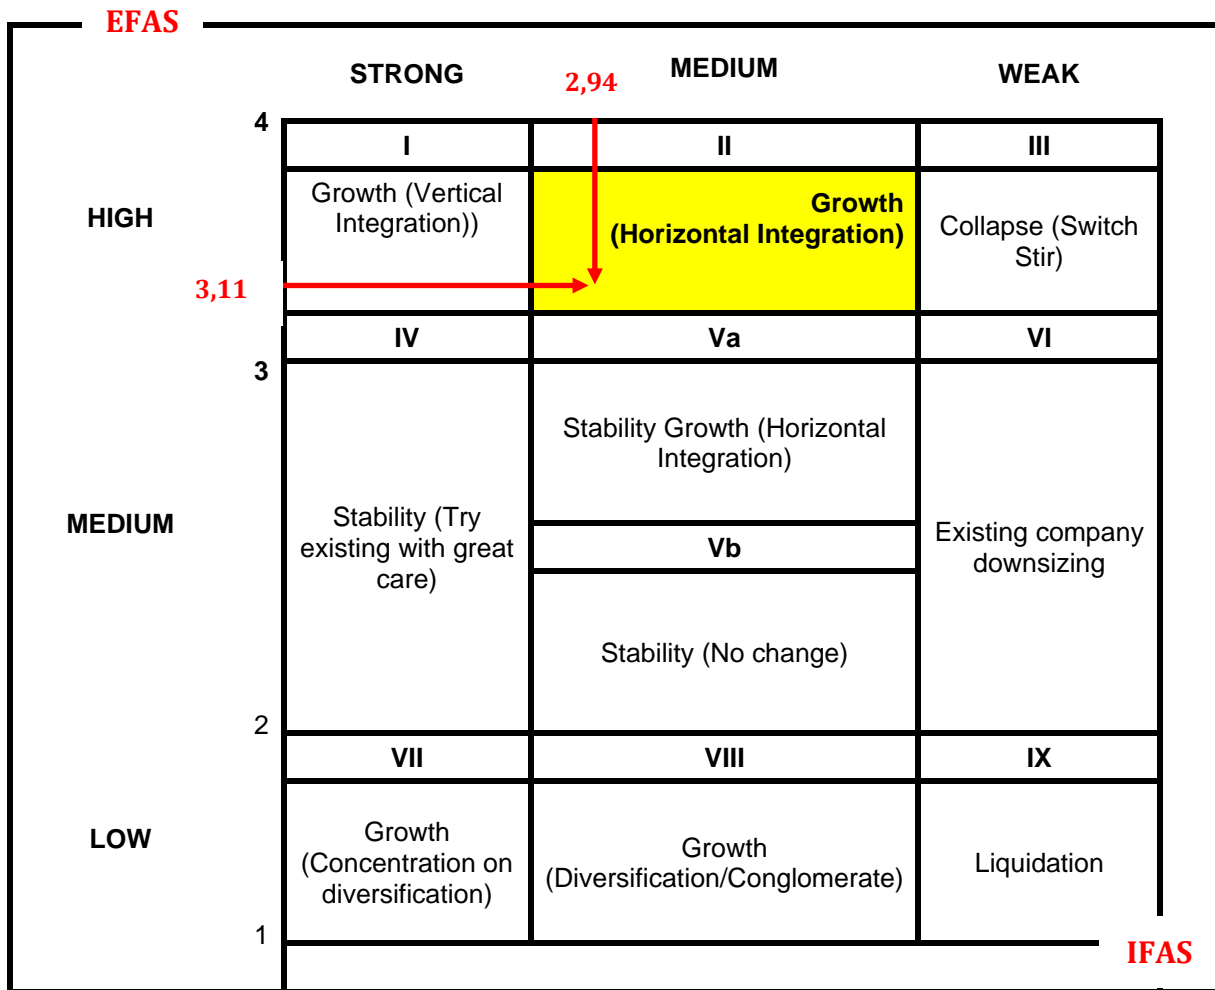 EFAS
STRONG
MEDIUM
WEAK
2,94
4
I
II
III
HIGH
Growth (Vertical
Integration))
Growth
(Horizontal Integration)
Collapse (Switch
Stir)
3,11
IV
Va
VI
3
Stability Growth (Horizontal
Integration)
MEDIUM
Stability (Try
existing with great
care)
Vb
Existing company
downsizing
Stability (No change)
2
VII
VIII
IX
LOW
Growth
(Concentration on
diversification)
Growth
(Diversification/Conglomerate)
Liquidation
1
IFAS